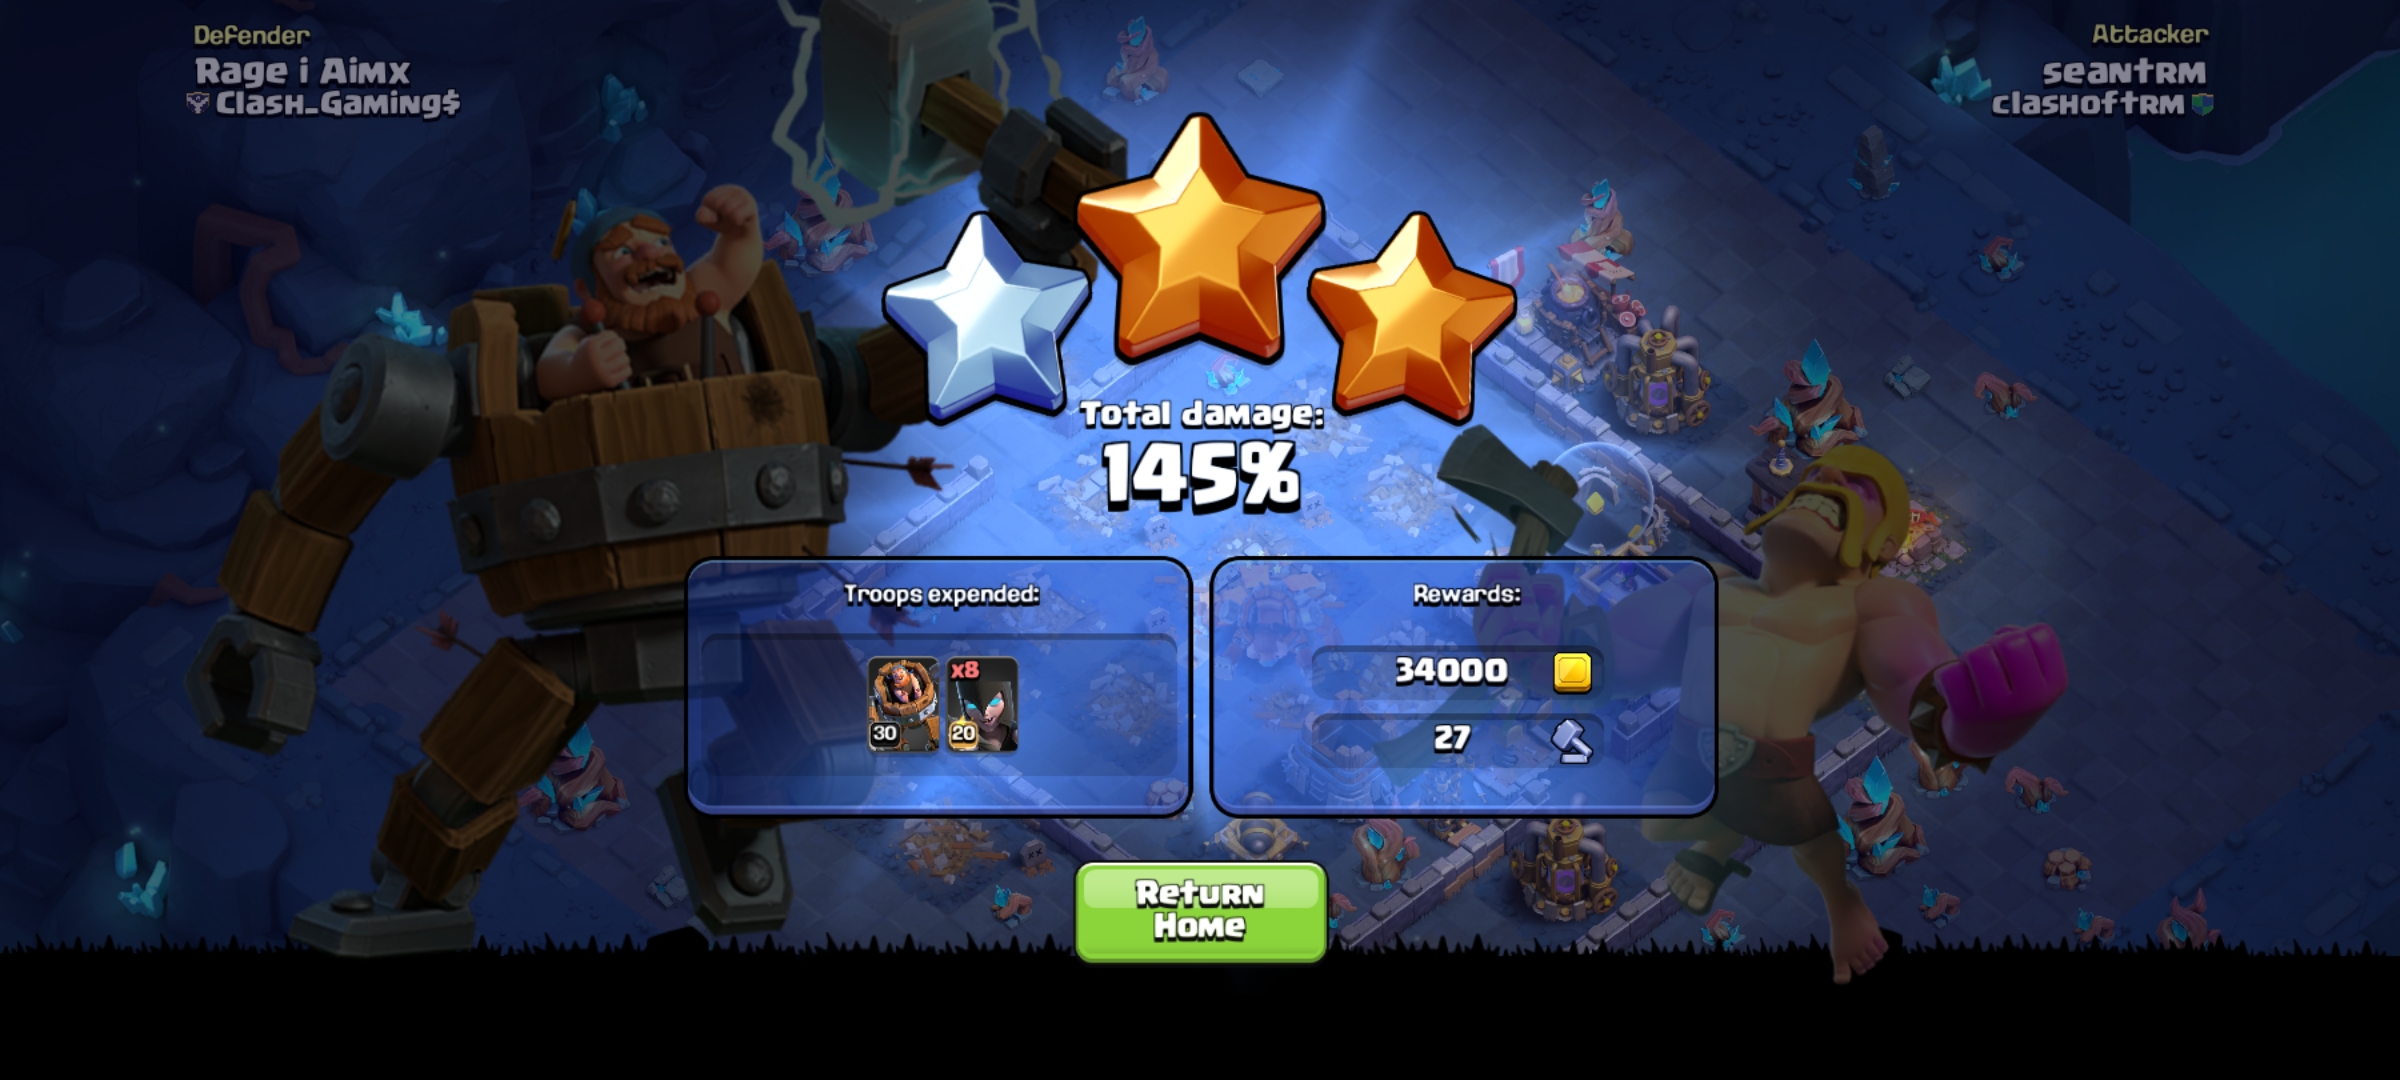 Defender
Rage i Aimx
Clash_Gaming$
Attacker
seantRM
clashoftRM
Total damage:
145%
Troops expended:
x8
30
20
Rewards:
34000
27
Return
Home